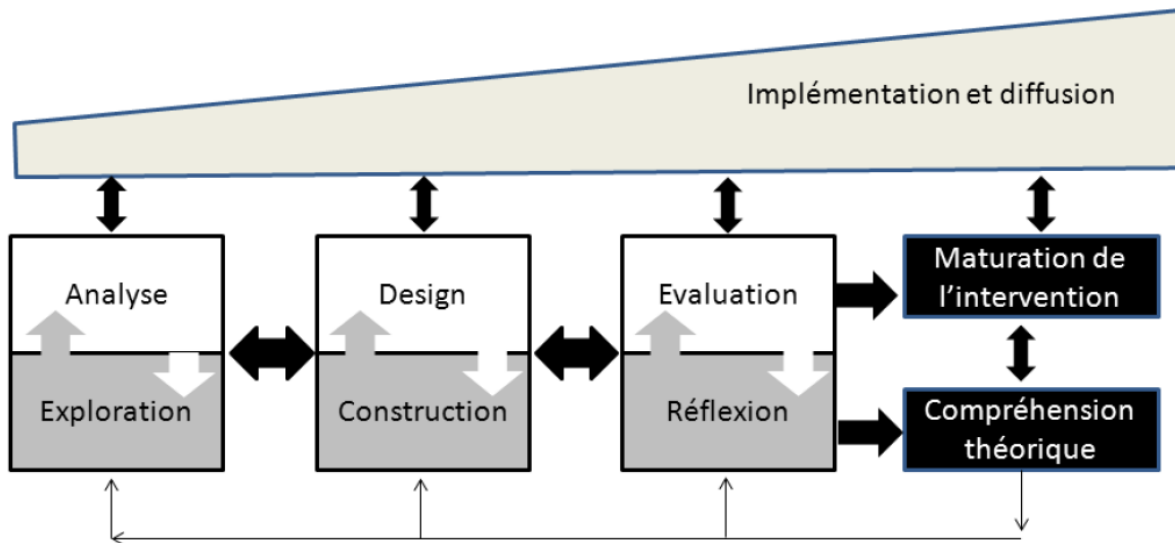 Implémentation et diffusion
Analyse
Exploration
Design
Construction
Evaluation
Réflexion
Maturation de
l'intervention
Compréhension
théorique